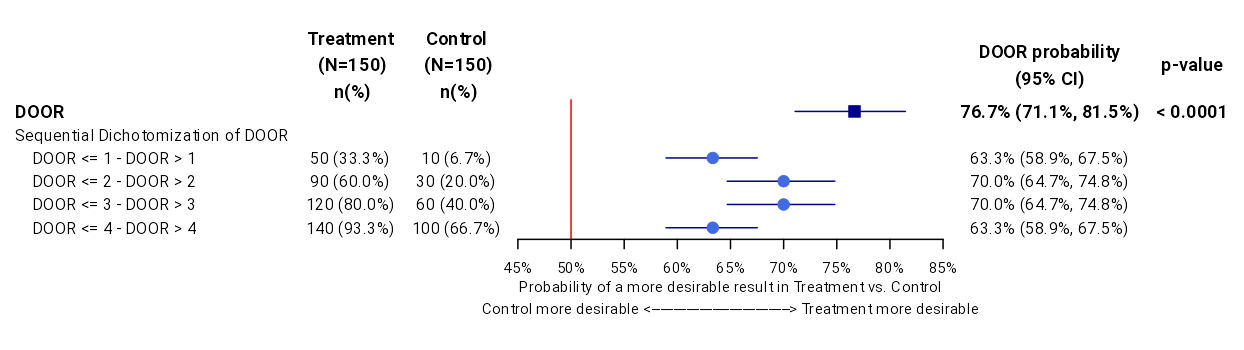 Treatment Control
(N=150) (N=150) DOOR probability
n(%) n(%) (95% CI) p-value
DOOR 76.7% (71.1%, 81.5%) < 0.0001
Sequential Dichotomization of DOOR
DOOR <= 1 - DOOR > 1 50 (33.3%) 10 (6.7%) 63.3% (58.9%, 67.5%)
DOOR <= 2 - DOOR > 2 90 (60.0%) 30 (20.0%) 70.0% (64.7%, 74.8%)
DOOR <= 3 - DOOR > 3 120 (80.0%) 60 (40.0%) 70.0% (64.7%, 74.8%)
DOOR <= 4 - DOOR > 4 140 (93.3%) 100 (66.7%) 63.3% (58.9%, 67.5%)
45% 50% 55% 60% 65% 70% 75% 80% 85%
Probability of a more desirable result in Treatment vs. Control
Control more desirable <-----------------------> Treatment more desirable